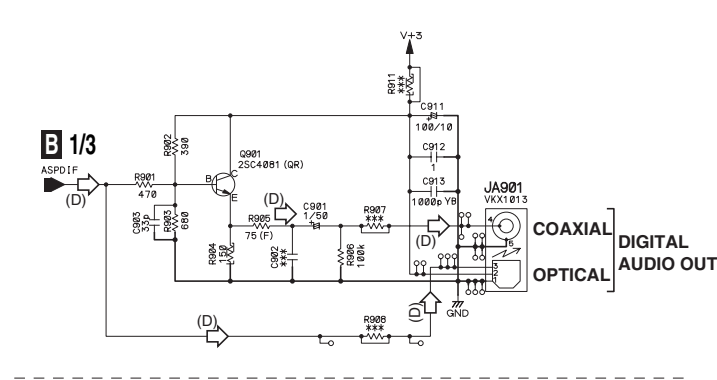 V+3
R911
***
C911
100/10
B 1/3
R902
390
Q901
2SC4081 (QR)
C912
1
ASPDIF
(D)
R901
470
B
C
E
C913
1000p YB
JA901
VKX1013
(D)
C903
33p
R903
680
R905
75 (F)
C901
1/50
R907
***
(D)
4
5
COAXIAL
DIGITAL
AUDIO OUT
R904
150
C902
***
R906
100k
3
2
1
OPTICAL
(D)
R908
***
(D)
GND